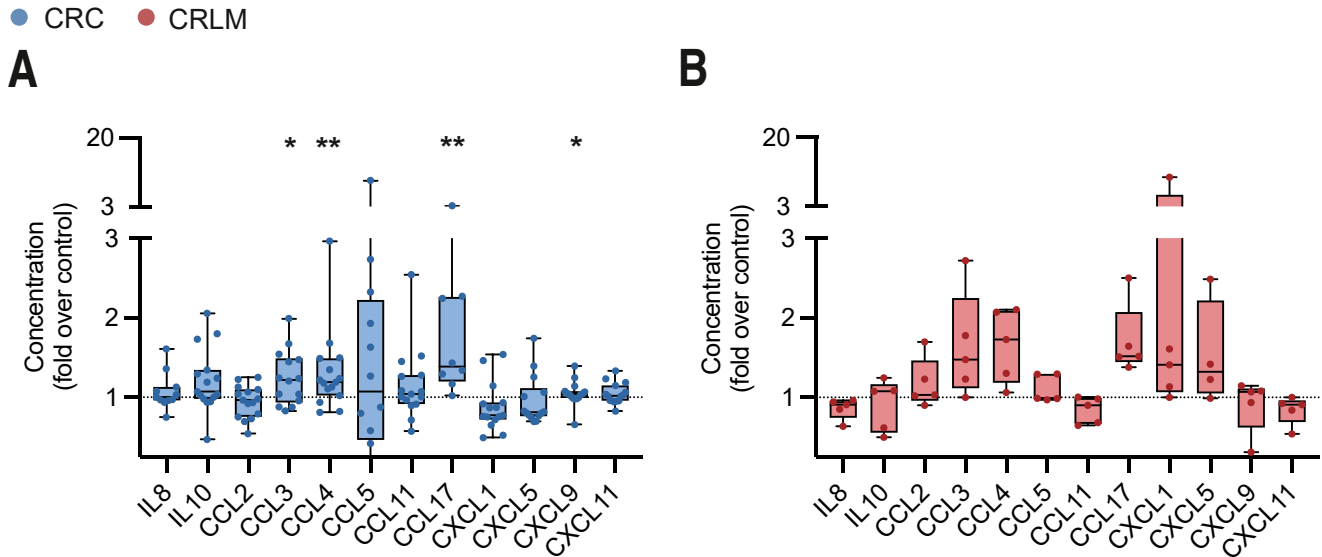 CRC CRLM
A
B
20
3
3
2
1
Concentration
(fold over control)
* ** ** *
IL8 IL10 CCL2 CCL3 CCL4 CCL5 CCL11 CCL17 CXCL1 CXCL5 CXCL9 CXCL11
20
3
3
2
1
Concentration
(fold over control)
IL8 IL10 CCL2 CCL3 CCL4 CCL5 CCL11 CCL17 CXCL1 CXCL5 CXCL9 CXCL11